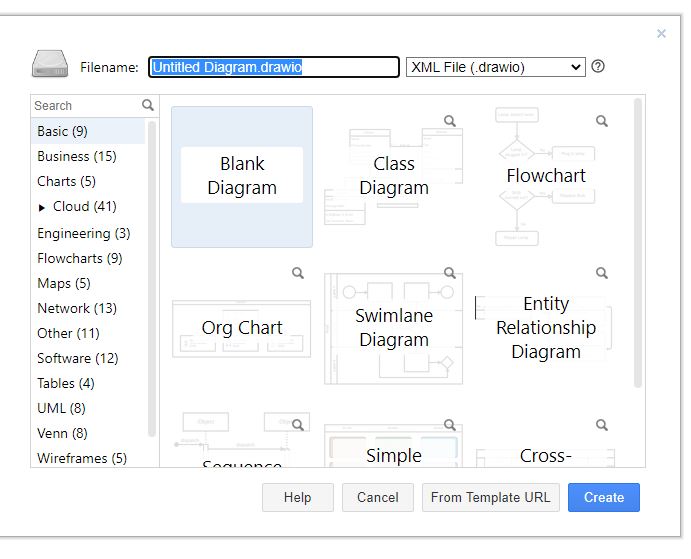 Filename: Untitled Diagram.drawio XML File (.drawio)
Search
Basic (9)
Business (15)
Charts (5)
Cloud (41)
Engineering (3)
Flowcharts (9)
Maps (5)
Network (13)
Other (11)
Software (12)
Tables (4)
UML (8)
Venn (8)
Wireframes (5)
Blank
Diagram
Class
Diagram
Flowchart
Org Chart
Swimlane
Diagram
Entity
Relationship
Diagram
Object
dispatch
dispatch
Sequence
Simple
Cross-
Help
Cancel
From Template URL
Create